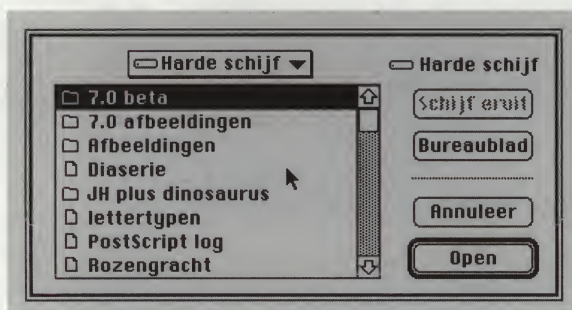 Harde schijf
Harde schijf
7.0 beta
7.0 afbeeldingen
Afbeeldingen
Diaserie
JH plus dinosaurus
lettertypen
PostScript log
Rozengracht
Schijf eruit
Bureaublad
Annuleer
Open